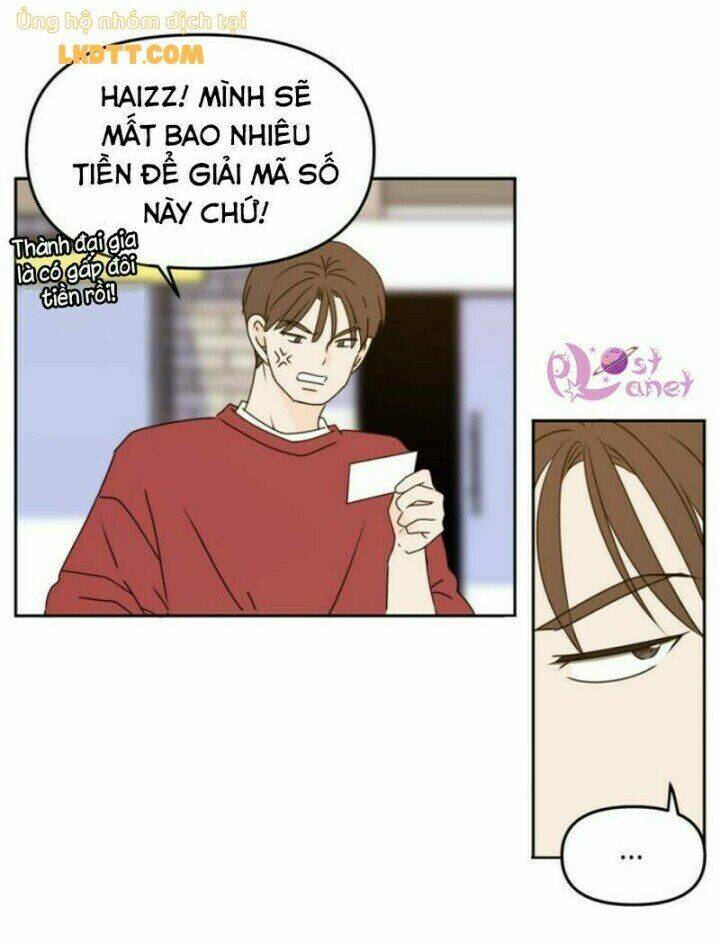 Ủng hộ nhóm dịch tại
LKDTT.COM
HAIZZ! MÌNH SẼ
MẤT BAO NHIÊU
TIỀN ĐỂ GIẢI MÃ SỐ
NÀY CHỨ!
Thành đại gia
là có gấp đôi
tiền rồi!
Lost
Planet
...